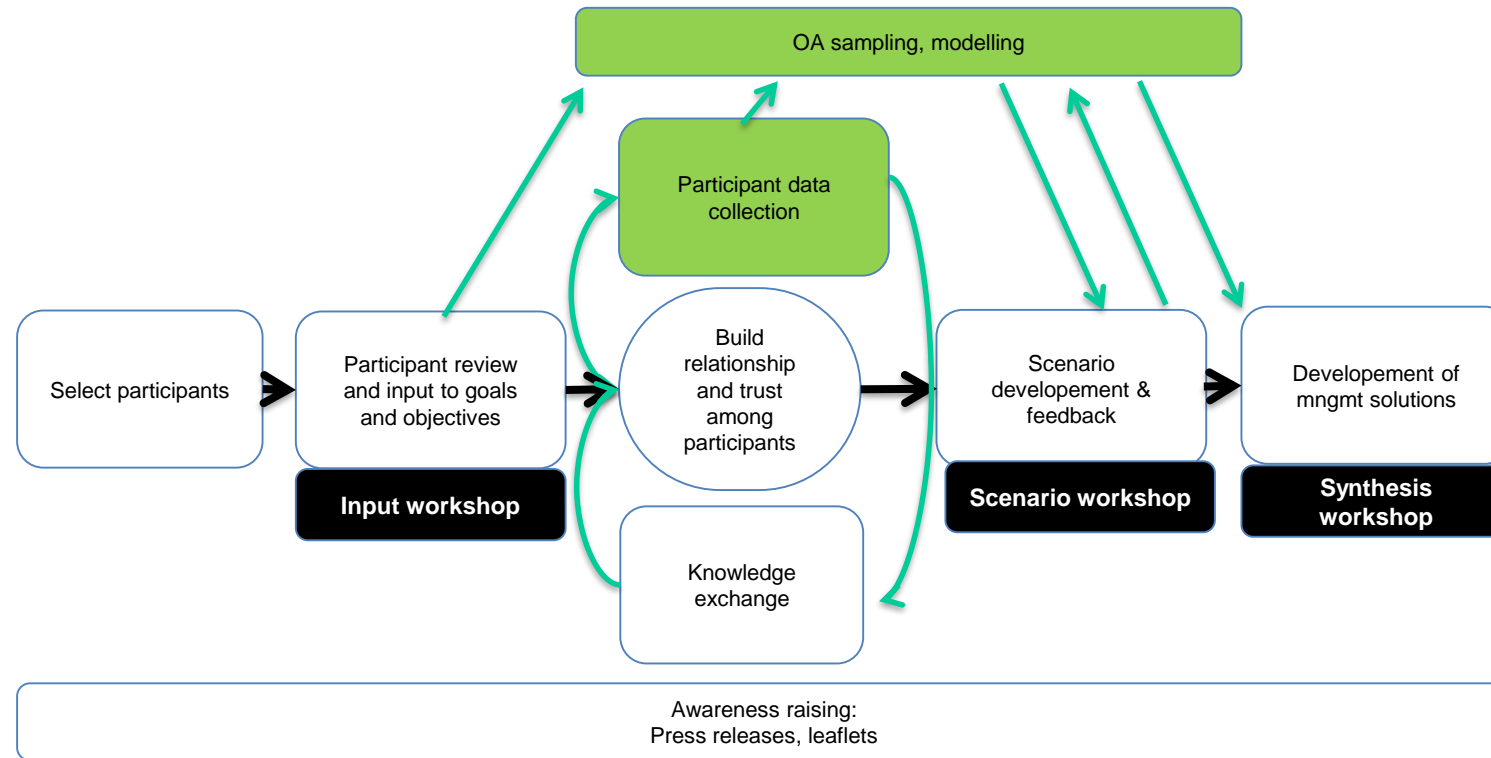 OA sampling, modelling
Participant data
collection
Select participants
Participant review
and input to goals
and objectives
Input workshop
Build
relationship
and trust
among
participants
Knowledge
exchange
Scenario
developement &
feedback
Scenario workshop
Developement of
mngmt solutions
Synthesis
workshop
Awareness raising:
Press releases, leaflets